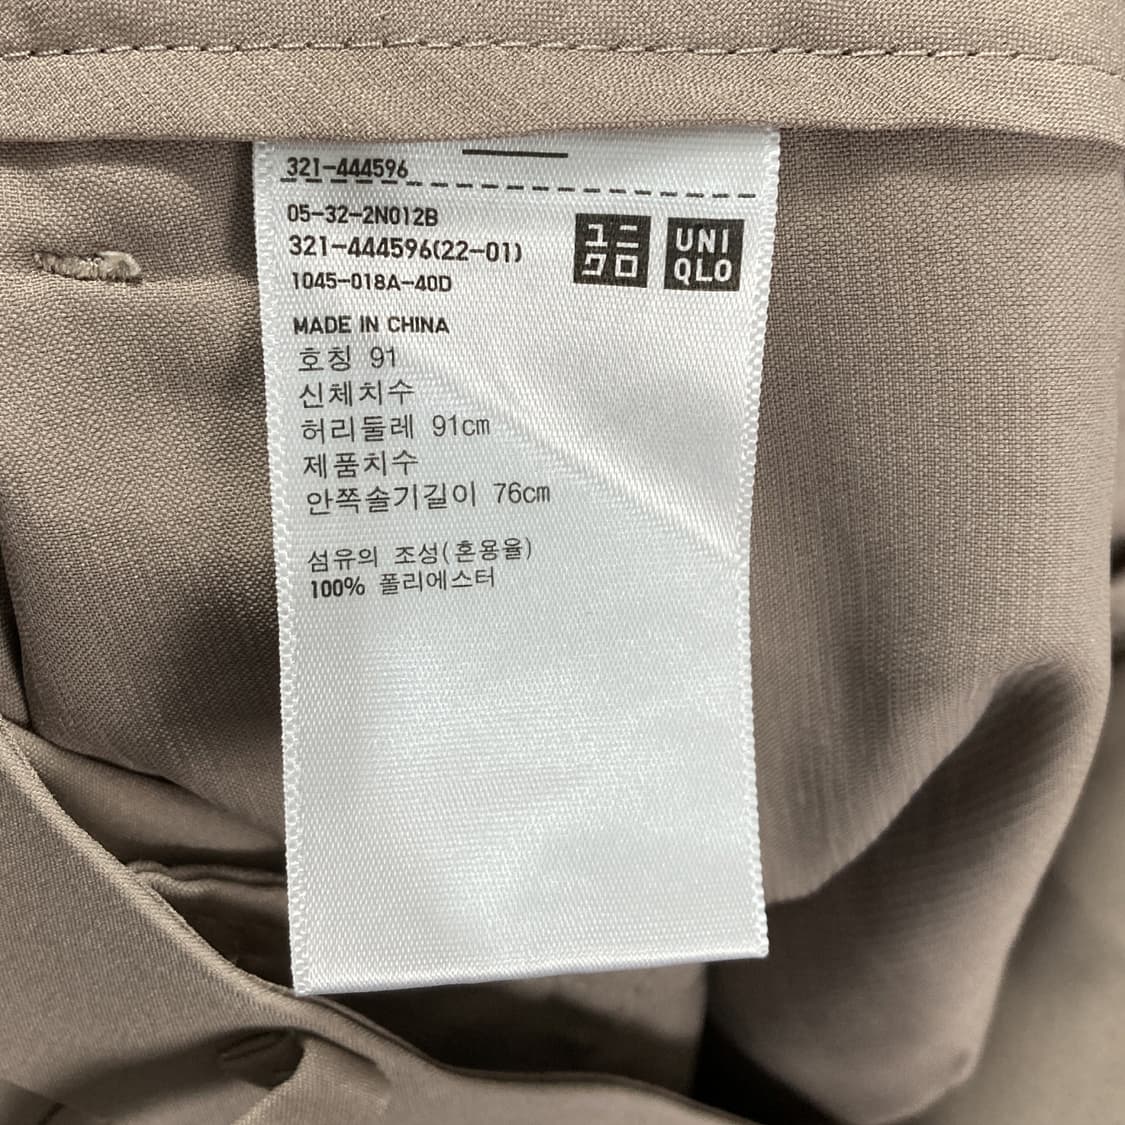 321-444596
05-32-2N012B
321-444596(22-01)
1045-018A-40D
ユニ
クロ
UNI
QLO
MADE IN CHINA
호칭 91
신체치수
허리둘레 91cm
제품치수
안쪽솔기길이 76cm
섬유의 조성(혼용율)
100% 폴리에스터